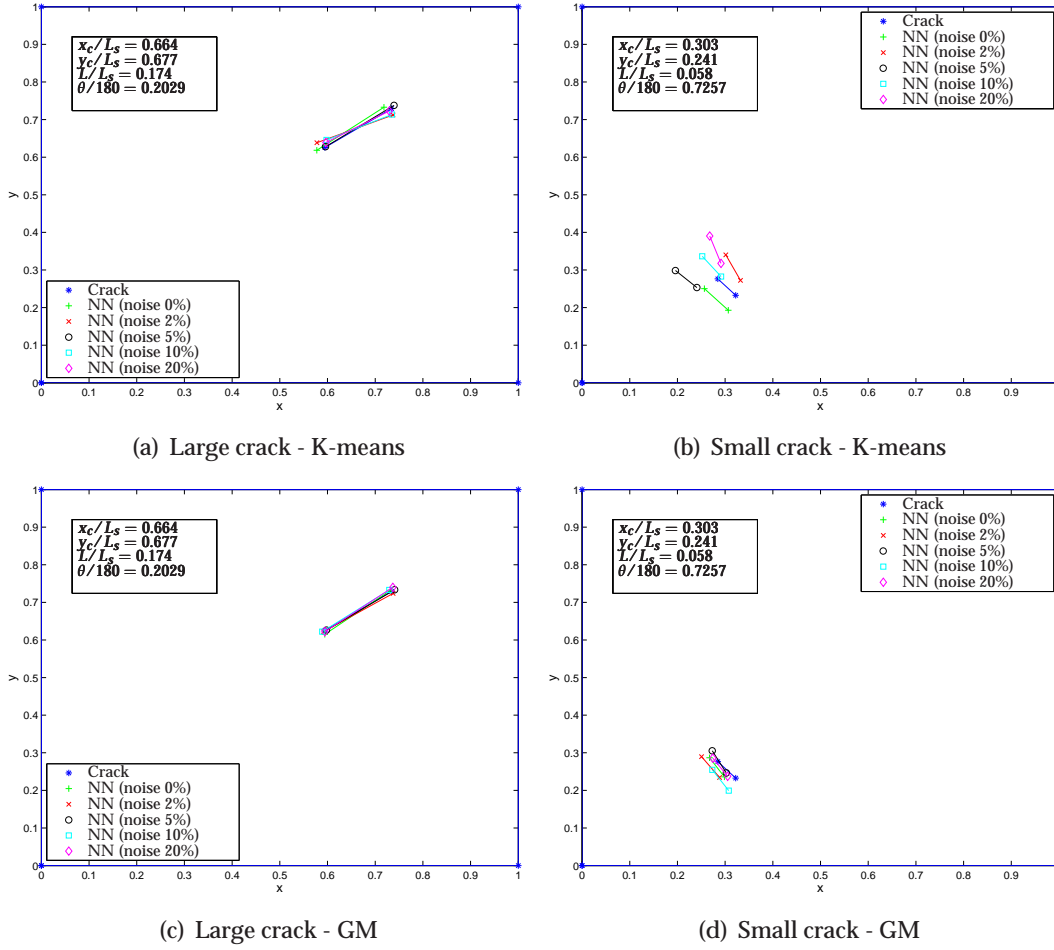 1
0.9
0.8
0.7
0.6
0.5
0.4
0.3
0.2
0.1
0
y
x_c/L_s = 0.664
y_c/L_s = 0.677
L/L_s = 0.174
θ/180 = 0.2029
Crack
NN (noise 0%)
NN (noise 2%)
NN (noise 5%)
NN (noise 10%)
NN (noise 20%)
0 0.1 0.2 0.3 0.4 0.5 0.6 0.7 0.8 0.9 1
x
(a) Large crack - K-means
1
0.9
0.8
0.7
0.6
0.5
0.4
0.3
0.2
0.1
0
y
x_c/L_s = 0.303
y_c/L_s = 0.241
L/L_s = 0.058
θ/180 = 0.7257
Crack
NN (noise 0%)
NN (noise 2%)
NN (noise 5%)
NN (noise 10%)
NN (noise 20%)
0 0.1 0.2 0.3 0.4 0.5 0.6 0.7 0.8 0.9
x
(b) Small crack - K-means
1
0.9
0.8
0.7
0.6
0.5
0.4
0.3
0.2
0.1
0
y
x_c/L_s = 0.664
y_c/L_s = 0.677
L/L_s = 0.174
θ/180 = 0.2029
Crack
NN (noise 0%)
NN (noise 2%)
NN (noise 5%)
NN (noise 10%)
NN (noise 20%)
0 0.1 0.2 0.3 0.4 0.5 0.6 0.7 0.8 0.9 1
x
(c) Large crack - GM
1
0.9
0.8
0.7
0.6
0.5
0.4
0.3
0.2
0.1
0
y
x_c/L_s = 0.303
y_c/L_s = 0.241
L/L_s = 0.058
θ/180 = 0.7257
Crack
NN (noise 0%)
NN (noise 2%)
NN (noise 5%)
NN (noise 10%)
NN (noise 20%)
0 0.1 0.2 0.3 0.4 0.5 0.6 0.7 0.8 0.9
x
(d) Small crack - GM